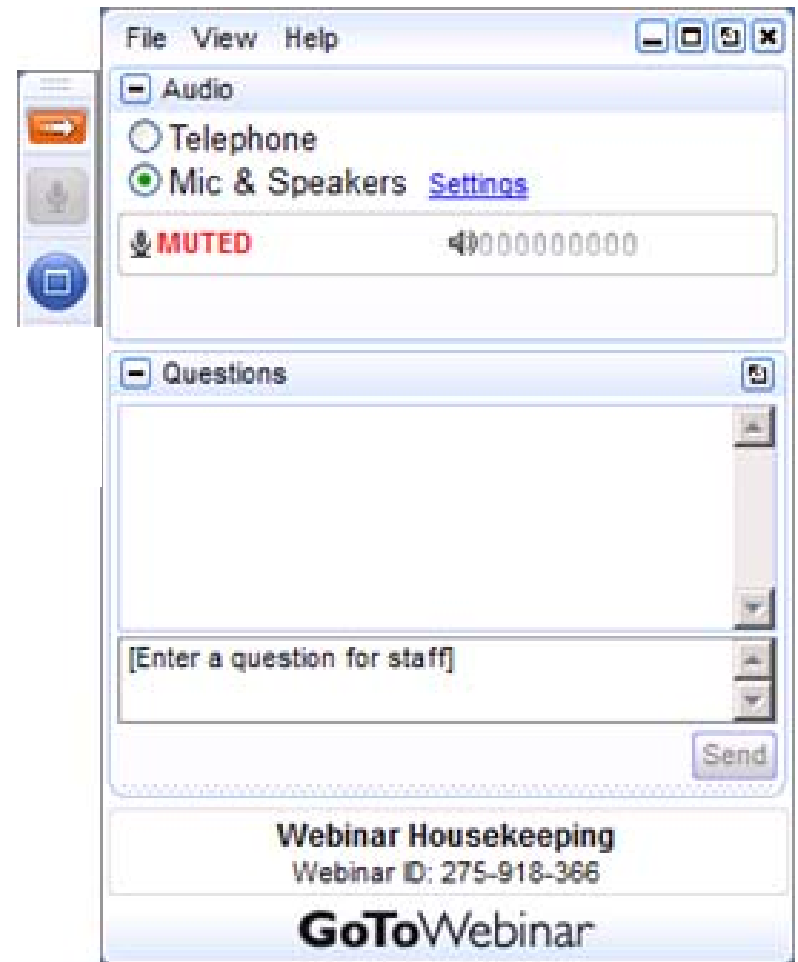 File View Help
Audio
Telephone
Mic & Speakers Settings
MUTED
Questions
[Enter a question for staff]
Send
Webinar Housekeeping
Webinar ID: 275-918-366
GoToWebinar